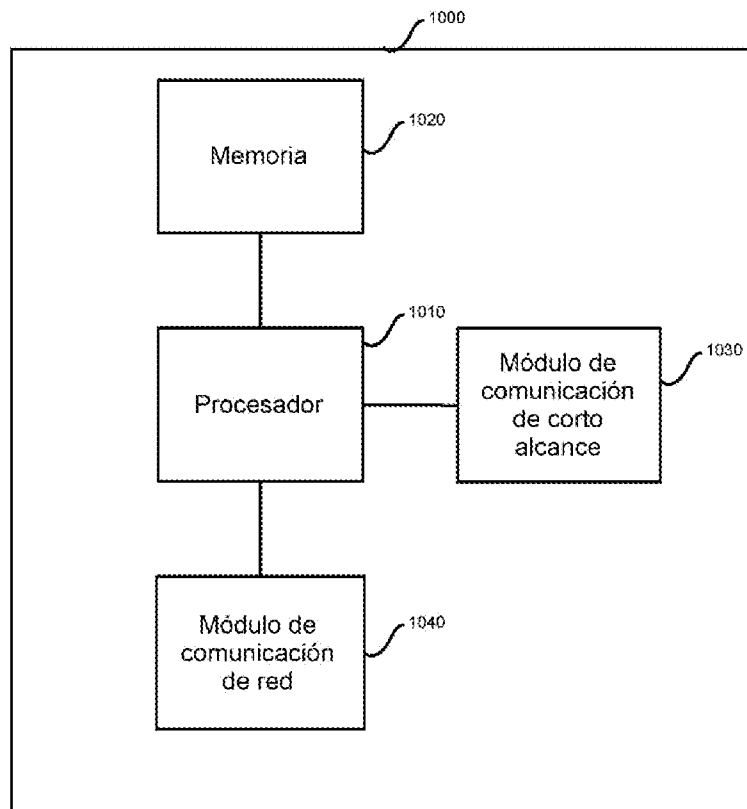 1000
Memoria
1020
Procesador
1010
Módulo de
comunicación
de corto
alcance
1030
Módulo de
comunicación
de red
1040